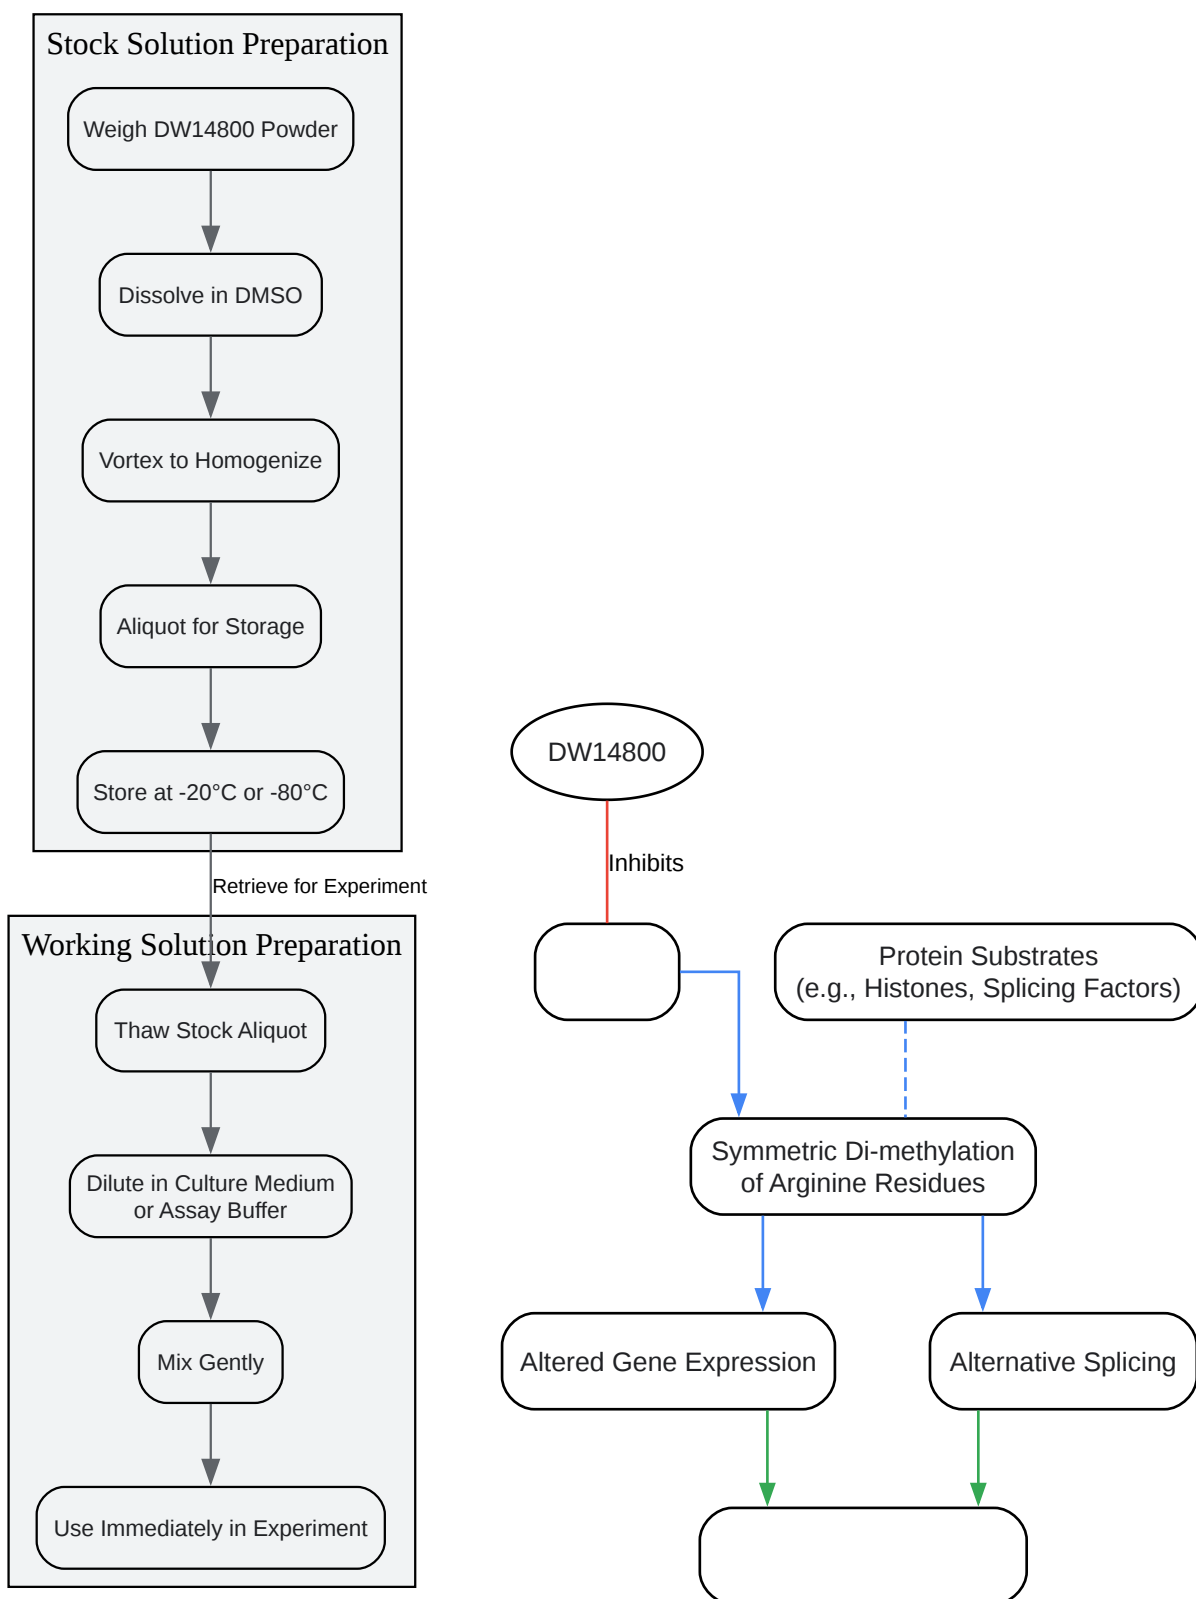 Stock Solution Preparation
Weigh DW14800 Powder
Dissolve in DMSO
Vortex to Homogenize
Aliquot for Storage
Store at -20°C or -80°C
Retrieve for Experiment
Working Solution Preparation
Thaw Stock Aliquot
Dilute in Culture Medium
or Assay Buffer
Mix Gently
Use Immediately in Experiment
DW14800
Inhibits
Protein Substrates
(e.g., Histones, Splicing Factors)
Symmetric Di-methylation
of Arginine Residues
Altered Gene Expression
Alternative Splicing